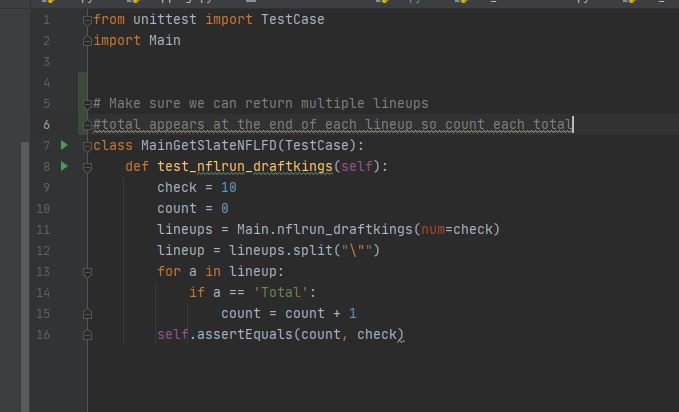 1 from unittest import TestCase
2 import Main
3
4
5 # Make sure we can return multiple lineups
6 #total appears at the end of each lineup so count each total
7 class MainGetSlateNFLFD(TestCase):
8     def test_nflrun_draftkings(self):
9         check = 10
10         count = 0
11         lineups = Main.nflrun_draftkings(num=check)
12         lineup = lineups.split("\"")
13         for a in lineup:
14             if a == 'Total':
15                 count = count + 1
16         self.assertEquals(count, check)